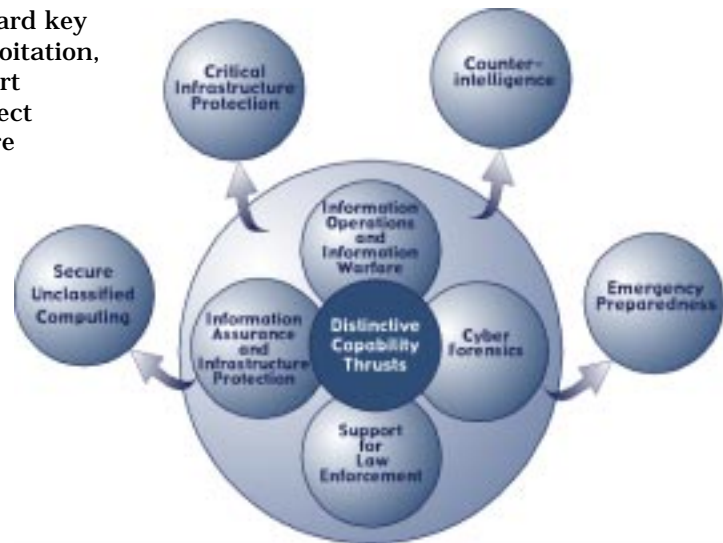 ard key
oitation,
rt
ect
re
Critical
Infrastructure
Protection
Counter-
intelligence
Secure
Unclassified
Computing
Information
Operations
and
Information
Warfare
Emergency
Preparedness
Information
Assurance
and
Infrastructure
Protection
Distinctive
Capability
Thrusts
Cyber
Forensics
Support
for
Law
Enforcement